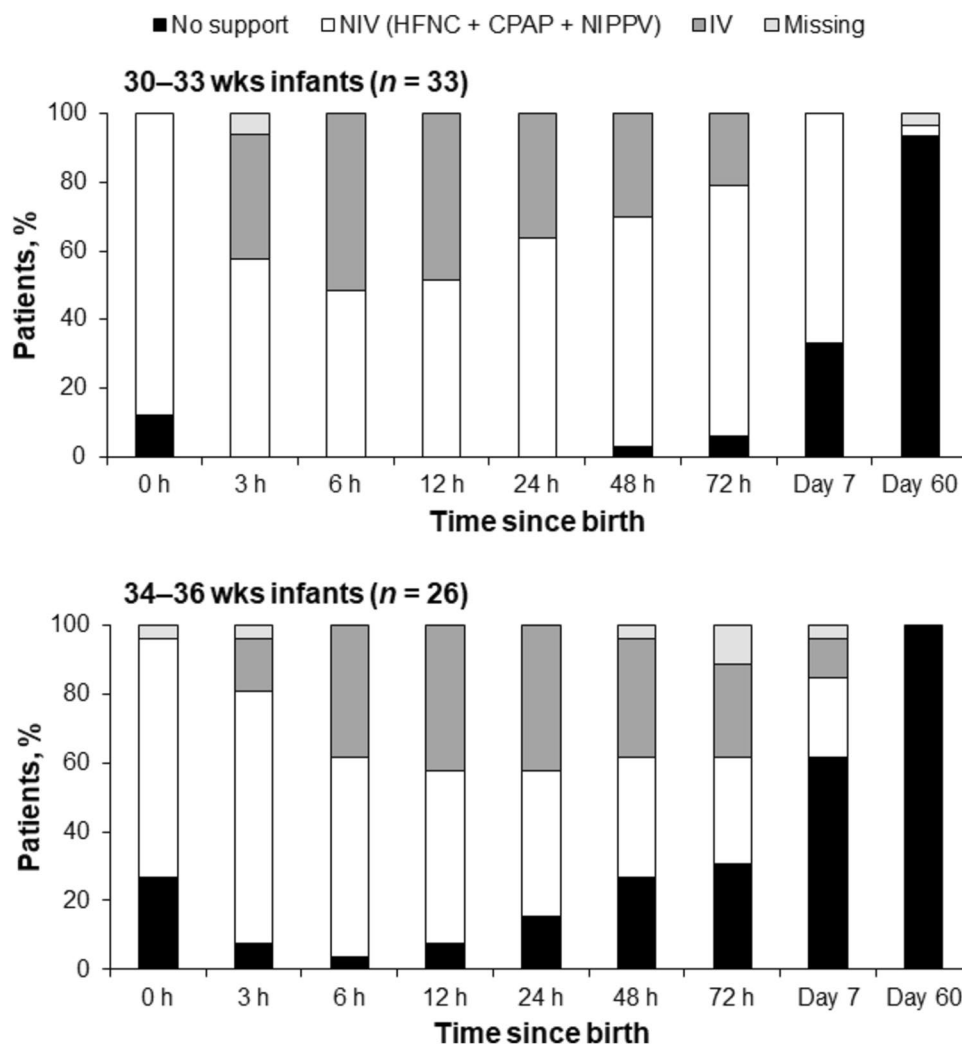 No support NIV (HFNC + CPAP + NIPPV) IV Missing
30–33 wks infants (n = 33)
100
80
60
40
20
0
Patients, %
0 h 3 h 6 h 12 h 24 h 48 h 72 h Day 7 Day 60
Time since birth
34–36 wks infants (n = 26)
100
80
60
40
20
0
Patients, %
0 h 3 h 6 h 12 h 24 h 48 h 72 h Day 7 Day 60
Time since birth